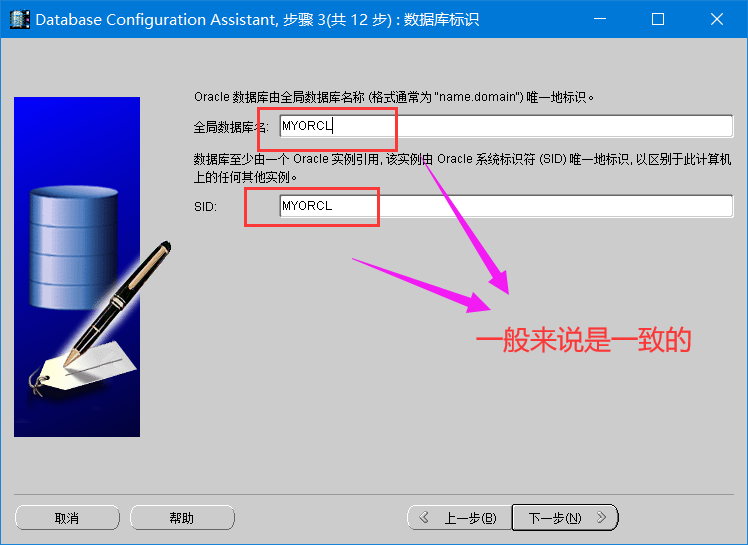 Database Configuration Assistant, 步骤 3(共 12 步) : 数据库标识
Oracle 数据库由全局数据库名称 (格式通常为 "name.domain") 唯一地标识。
全局数据库名: MYORCL
数据库至少由一个 Oracle 实例引用, 该实例由 Oracle 系统标识符 (SID) 唯一地标识, 以区别于此计算机
上的任何其他实例。
SID: MYORCL
一般来说是一致的
取消 帮助 上一步(B) 下一步(N)